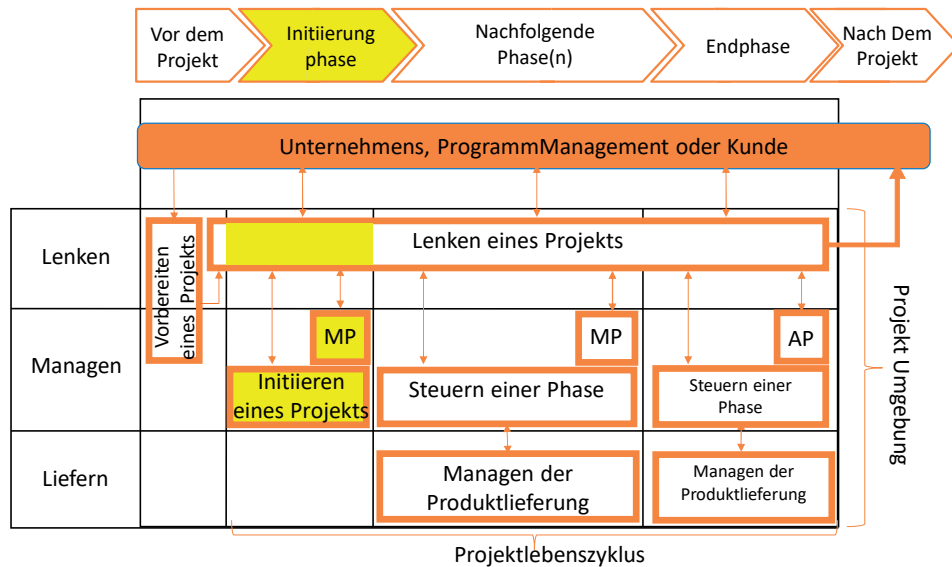 Vor dem
Projekt
Initiierung
phase
Nachfolgende
Phase(n)
Endphase
Nach Dem
Projekt
Unternehmens, ProgrammManagement oder Kunde
Lenken
Vorbereiten
eines Projekts
Lenken eines Projekts
Managen
MP
MP
AP
Initiieren
eines Projekts
Steuern einer Phase
Steuern einer
Phase
Liefern
Managen der
Produktlieferung
Managen der
Produktlieferung
Projekt Umgebung
Projektlebenszyklus